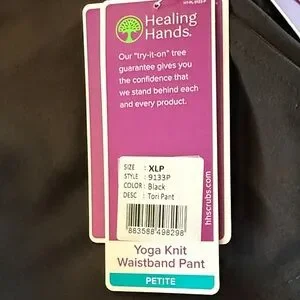 Healing
Hands.
Our "try-it-on" tree
guarantee gives you
the confidence that
we stand behind each
and every product.
SIZE : XLP
STYLE : 9133P
COLOR : Black
DESC : Tori Pant
883588498298
hhscrubs.com
Yoga Knit
Waistband Pant
PETITE